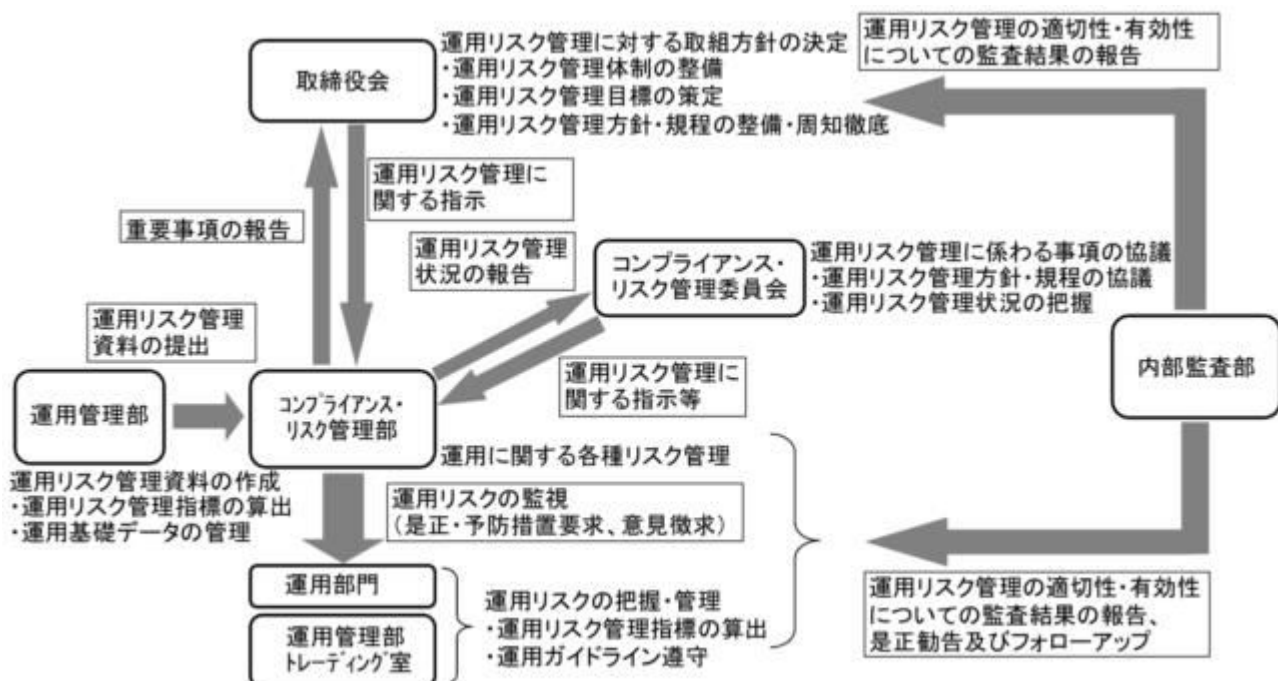 取締役会
運用リスク管理に対する取組方針の決定
・運用リスク管理体制の整備
・運用リスク管理目標の策定
・運用リスク管理方針・規程の整備・周知徹底
運用リスク管理の適切性・有効性
についての監査結果の報告
運用リスク管理に
関する指示
重要事項の報告
運用リスク管理
状況の報告
コンプライアンス・
リスク管理委員会
運用リスク管理に係わる事項の協議
・運用リスク管理方針・規程の協議
・運用リスク管理状況の把握
運用リスク管理
資料の提出
内部監査部
運用管理部
コンプライアンス・
リスク管理部
運用リスク管理に
関する指示等
運用に関する各種リスク管理
運用リスク管理資料の作成
・運用リスク管理指標の算出
・運用基礎データの管理
運用リスクの監視
(是正・予防措置要求、意見徴求)
運用部門
運用管理部
トレーディング室
運用リスクの把握・管理
・運用リスク管理指標の算出
・運用ガイドライン遵守
運用リスク管理の適切性・有効性
についての監査結果の報告、
是正勧告及びフォローアップ